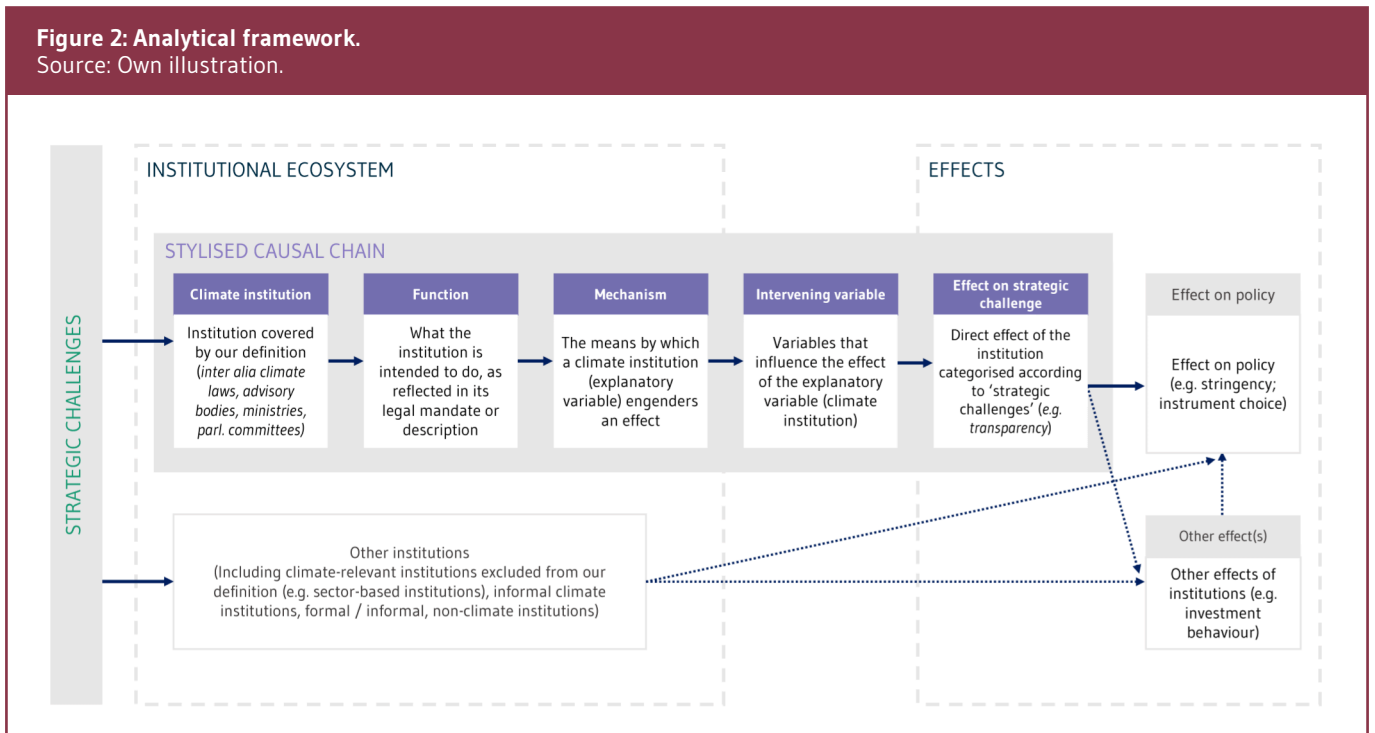 Figure 2: Analytical framework.
Source: Own illustration.
STRATEGIC CHALLENGES
INSTITUTIONAL ECOSYSTEM
EFFECTS
STYLISED CAUSAL CHAIN
Climate institution
Institution covered
by our definition
(inter alia climate
laws, advisory
bodies, ministries,
parl. committees)
Function
What the
institution is
intended to do, as
reflected in its
legal mandate or
description
Mechanism
The means by which
a climate institution
(explanatory
variable) engenders
an effect
Intervening variable
Variables that
influence the effect
of the explanatory
variable (climate
institution)
Effect on strategic
challenge
Direct effect of the
institution
categorised according
to ‘strategic
challenges’ (e.g.
transparency)
Effect on policy
Effect on policy
(e.g. stringency;
instrument choice)
Other institutions
(Including climate-relevant institutions excluded from our
definition (e.g. sector-based institutions), informal climate
institutions, formal / informal, non-climate institutions)
Other effect(s)
Other effects of
institutions (e.g.
investment
behaviour)